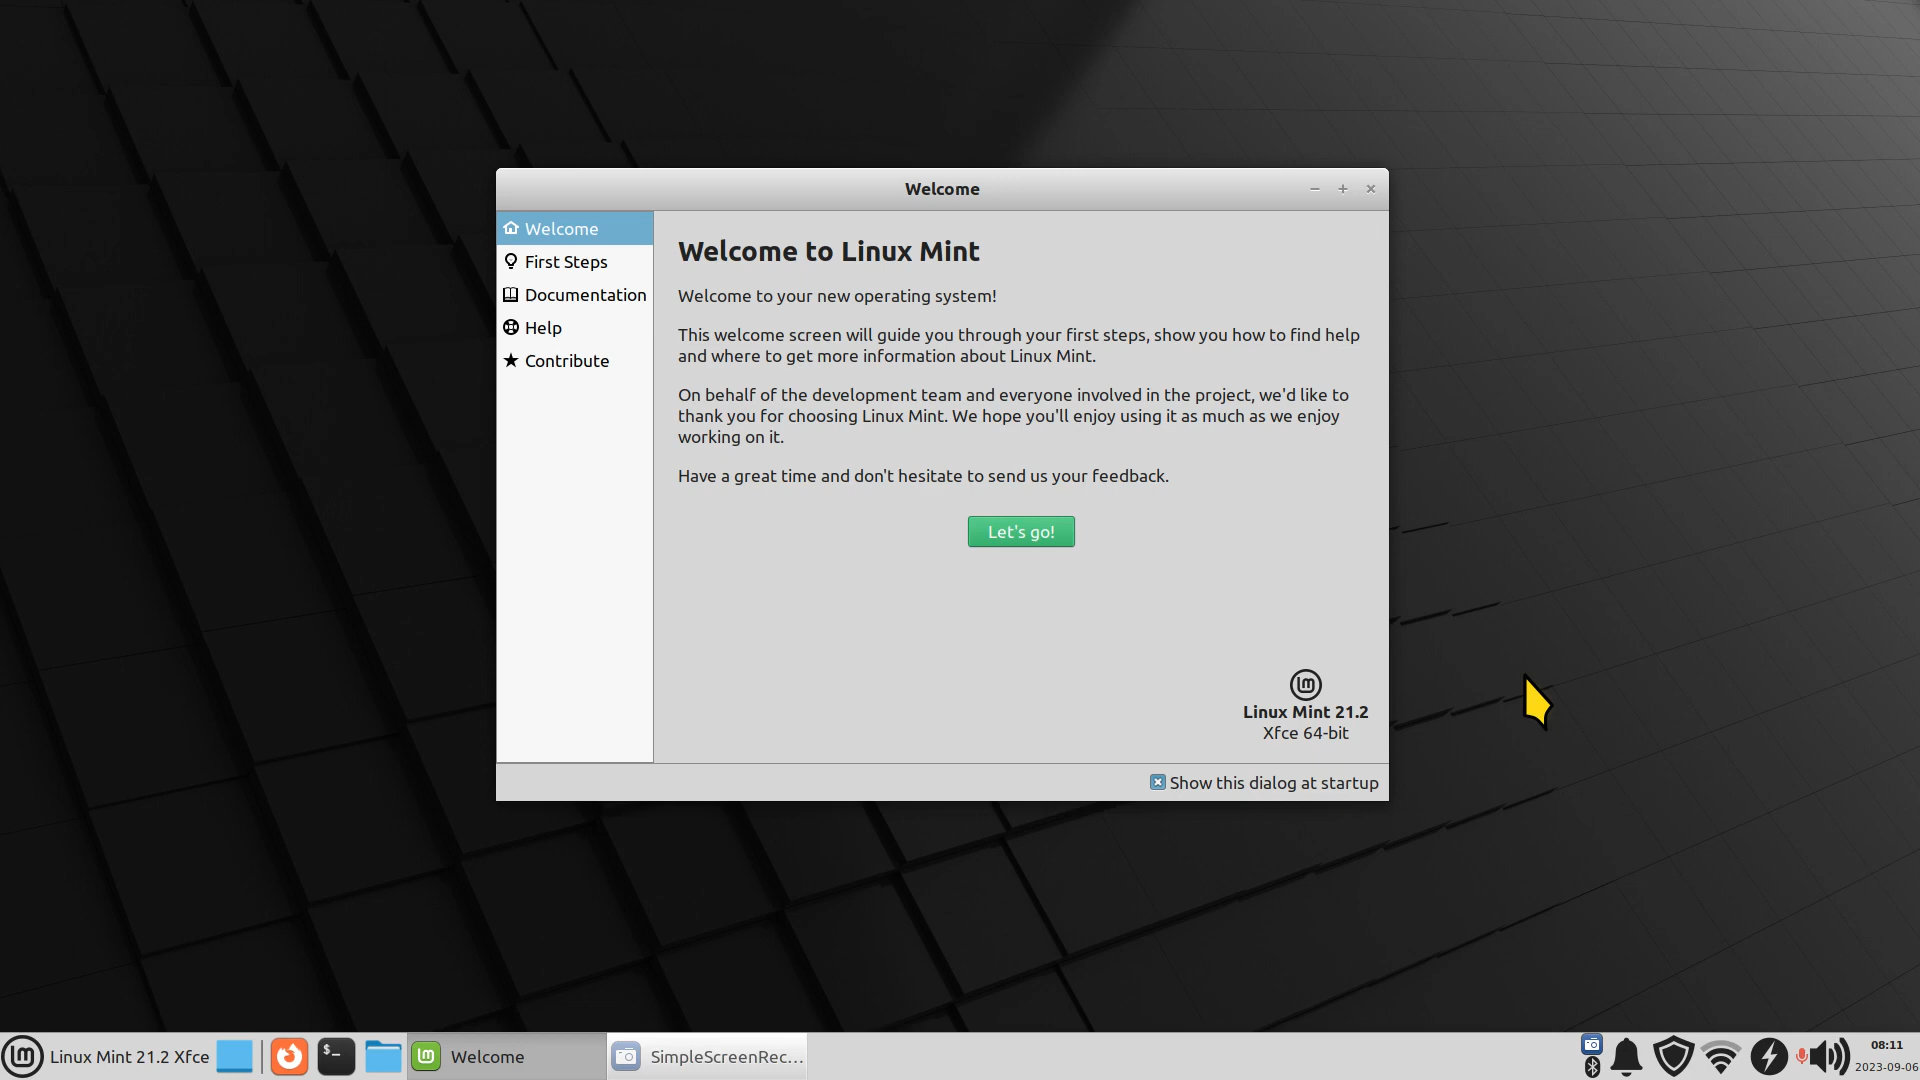 Welcome
Welcome
First Steps
Documentation
Help
Contribute
Welcome to Linux Mint
Welcome to your new operating system!
This welcome screen will guide you through your first steps, show you how to find help
and where to get more information about Linux Mint.
On behalf of the development team and everyone involved in the project, we'd like to
thank you for choosing Linux Mint. We hope you'll enjoy using it as much as we enjoy
working on it.
Have a great time and don't hesitate to send us your feedback.
Let's go!
Linux Mint 21.2
Xfce 64-bit
Show this dialog at startup
Linux Mint 21.2 Xfce
$_
Welcome
SimpleScreenRec...
08:11
2023-09-06